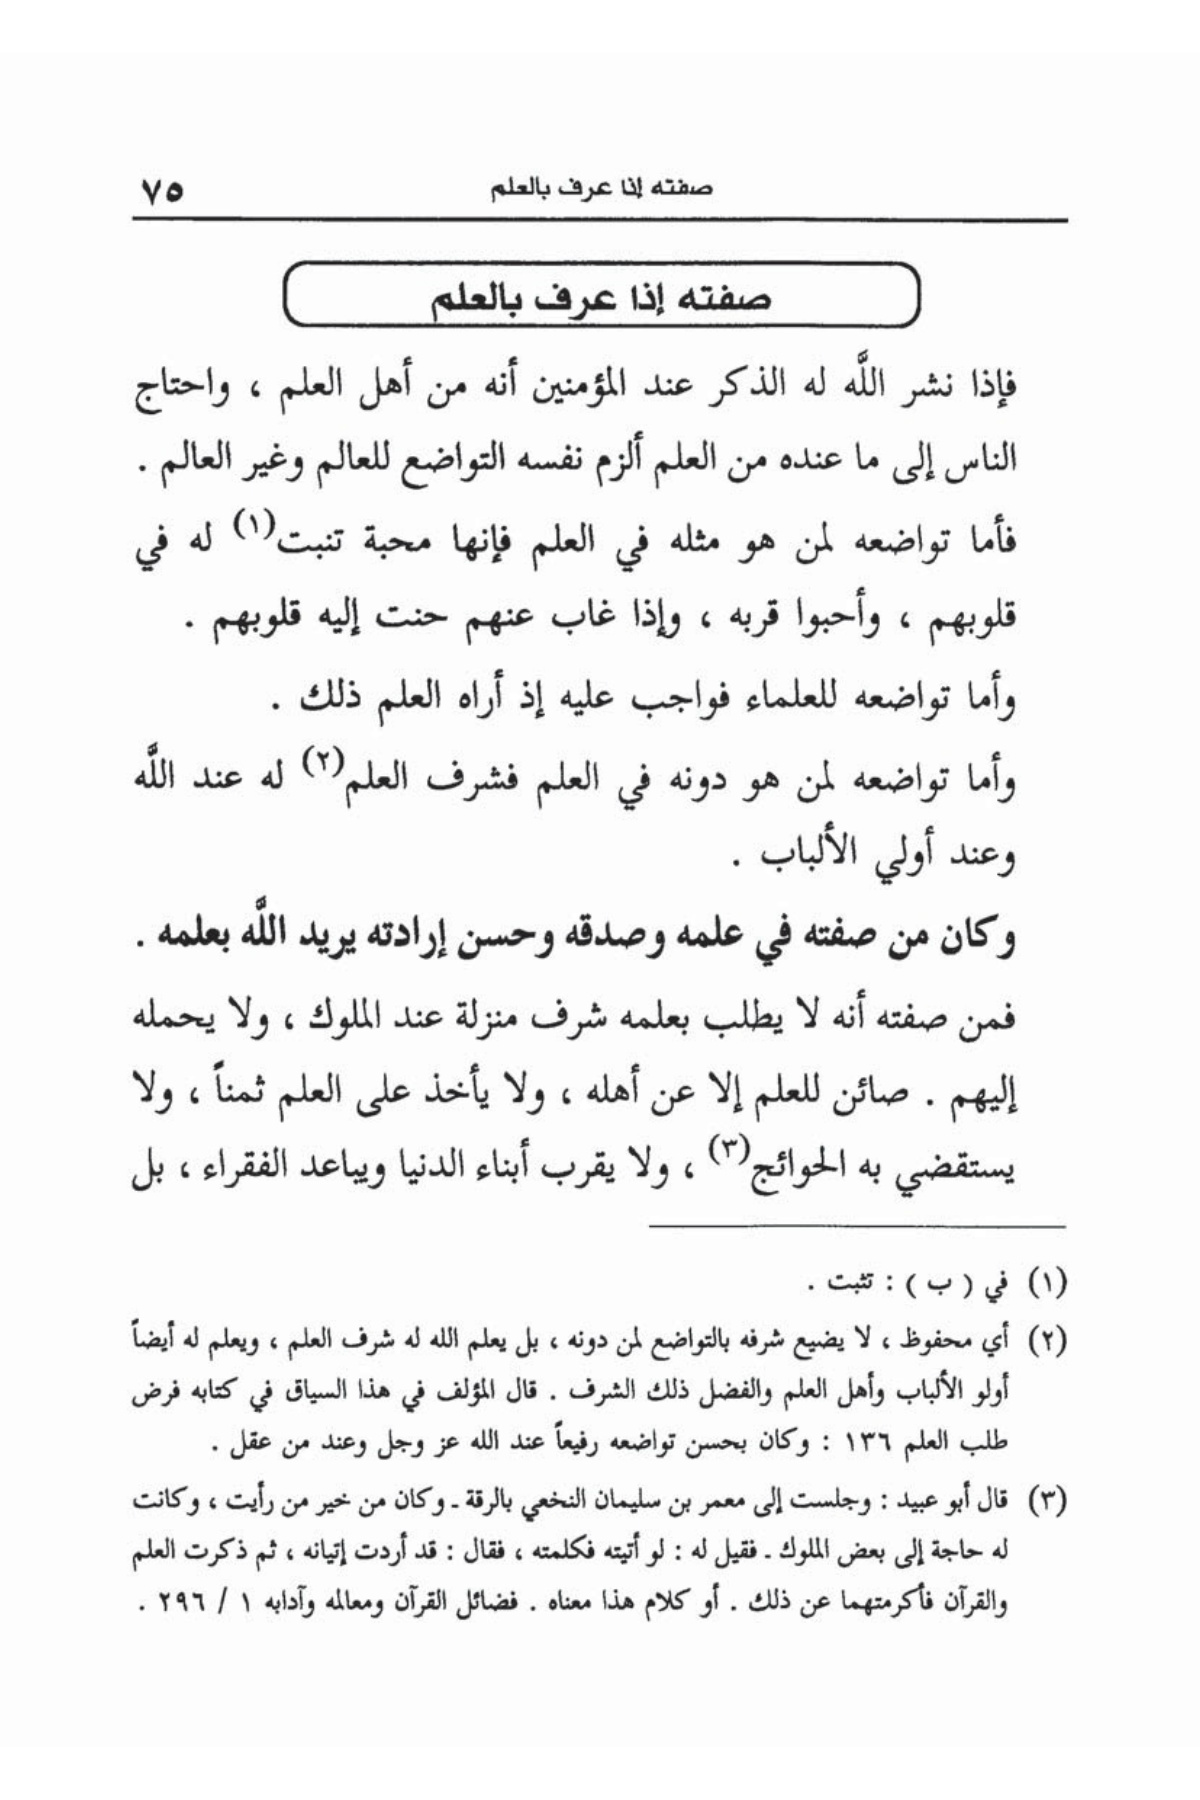 صفته إذا عرف بالعلم ٧٥
صفته إذا عرف بالعلم
فإذا نشر اللَّه له الذكر عند المؤمنين أنه من أهل العلم ، واحتاج
الناس إلى ما عنده من العلم ألزم نفسه التواضع للعالم وغير العالم .
فأما تواضعه لمن هو مثله في العلم فإنها محبة تنبت(١) له في
قلوبهم ، وأحبوا قربه ، وإذا غاب عنهم حنت إليه قلوبهم .
وأما تواضعه للعلماء فواجب عليه إذ أراه العلم ذلك .
وأما تواضعه لمن هو دونه في العلم فشرف العلم(٢) له عند اللَّه
وعند أولي الألباب .
وكان من صفته في علمه وصدقه وحسن إرادته يريد اللَّه بعلمه .
فمن صفته أنه لا يطلب بعلمه شرف منزلة عند الملوك ، ولا يحمله
إليهم . صائن للعلم إلا عن أهله ، ولا يأخذ على العلم ثمناً ، ولا
يستقضي به الحوائج(٣) ، ولا يقرب أبناء الدنيا ويباعد الفقراء ، بل
(١) في ( ب ) : تثبت .
(٢) أي محفوظ ، لا يضيع شرفه بالتواضع لمن دونه ، بل يعلم الله له شرف العلم ، ويعلم له أيضاً
أولو الألباب وأهل العلم والفضل ذلك الشرف . قال المؤلف في هذا السياق في كتابه فرض
طلب العلم ١٣٦ : وكان بحسن تواضعه رفيعاً عند الله عز وجل وعند من عقل .
(٣) قال أبو عبيد : وجلست إلى معمر بن سليمان النخعي بالرقة ـ وكان من خير من رأيت ، وكانت
له حاجة إلى بعض الملوك ـ فقيل له : لو أتيته فكلمته ، فقال : قد أردت إتيانه ، ثم ذكرت العلم
والقرآن فأكرمتهما عن ذلك . أو كلام هذا معناه . فضائل القرآن ومعالمه وآدابه ١ / ٢٩٦ .